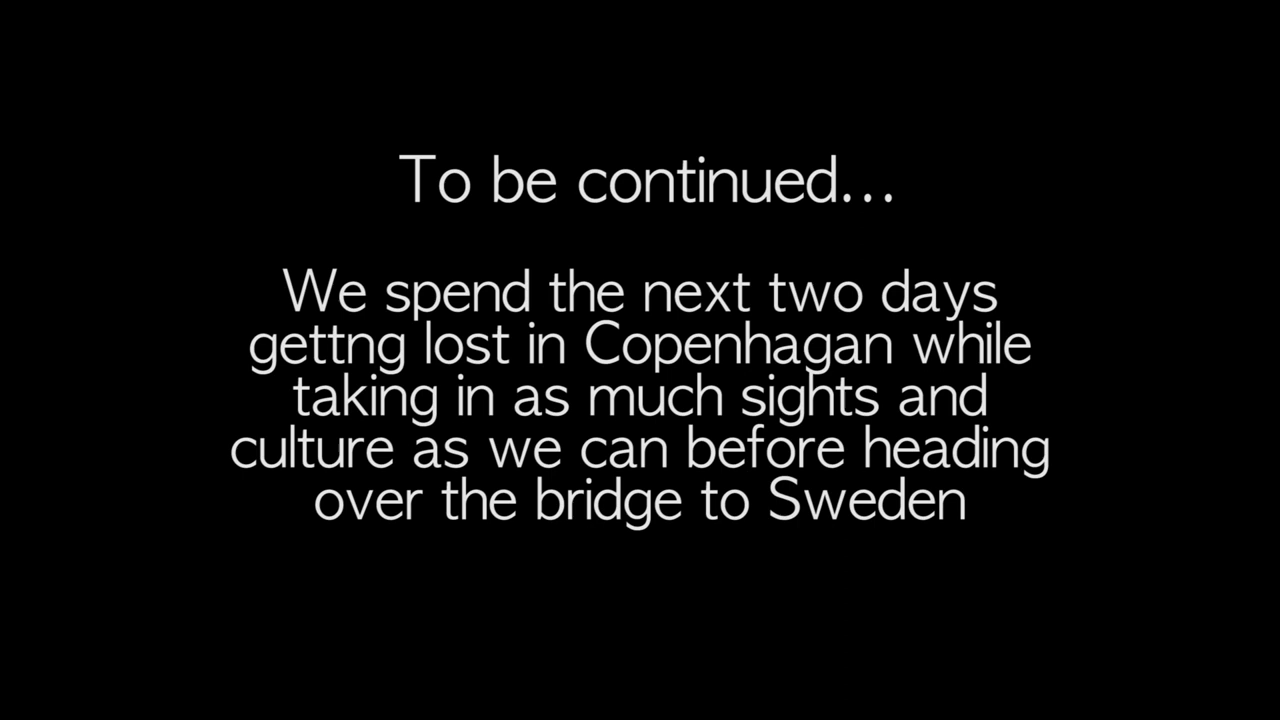 To be continued...
We spend the next two days
gettng lost in Copenhagan while
taking in as much sights and
culture as we can before heading
over the bridge to Sweden